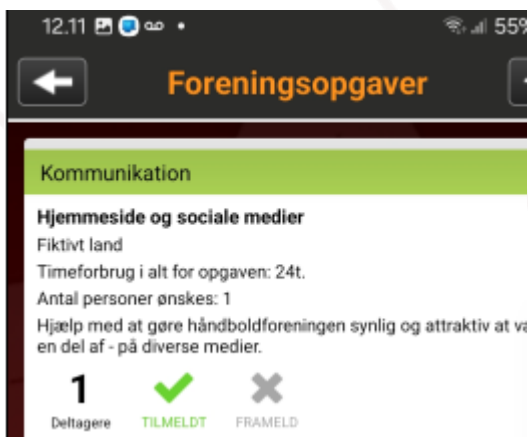 12.11 55%
Foreningsopgaver
Kommunikation
Hjemmeside og sociale medier
Fiktivt land
Timeforbrug i alt for opgaven: 24t.
Antal personer ønskes: 1
Hjælp med at gøre håndboldforeningen synlig og attraktiv at
en del af - på diverse medier.
1
Deltagere TILMELDT FRAMELD